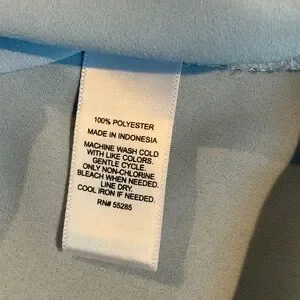 100% POLYESTER
MADE IN INDONESIA
MACHINE WASH COLD
WITH LIKE COLORS.
GENTLE CYCLE.
ONLY NON-CHLORINE
BLEACH WHEN NEEDED.
LINE DRY.
COOL IRON IF NEEDED.
RN# 55285